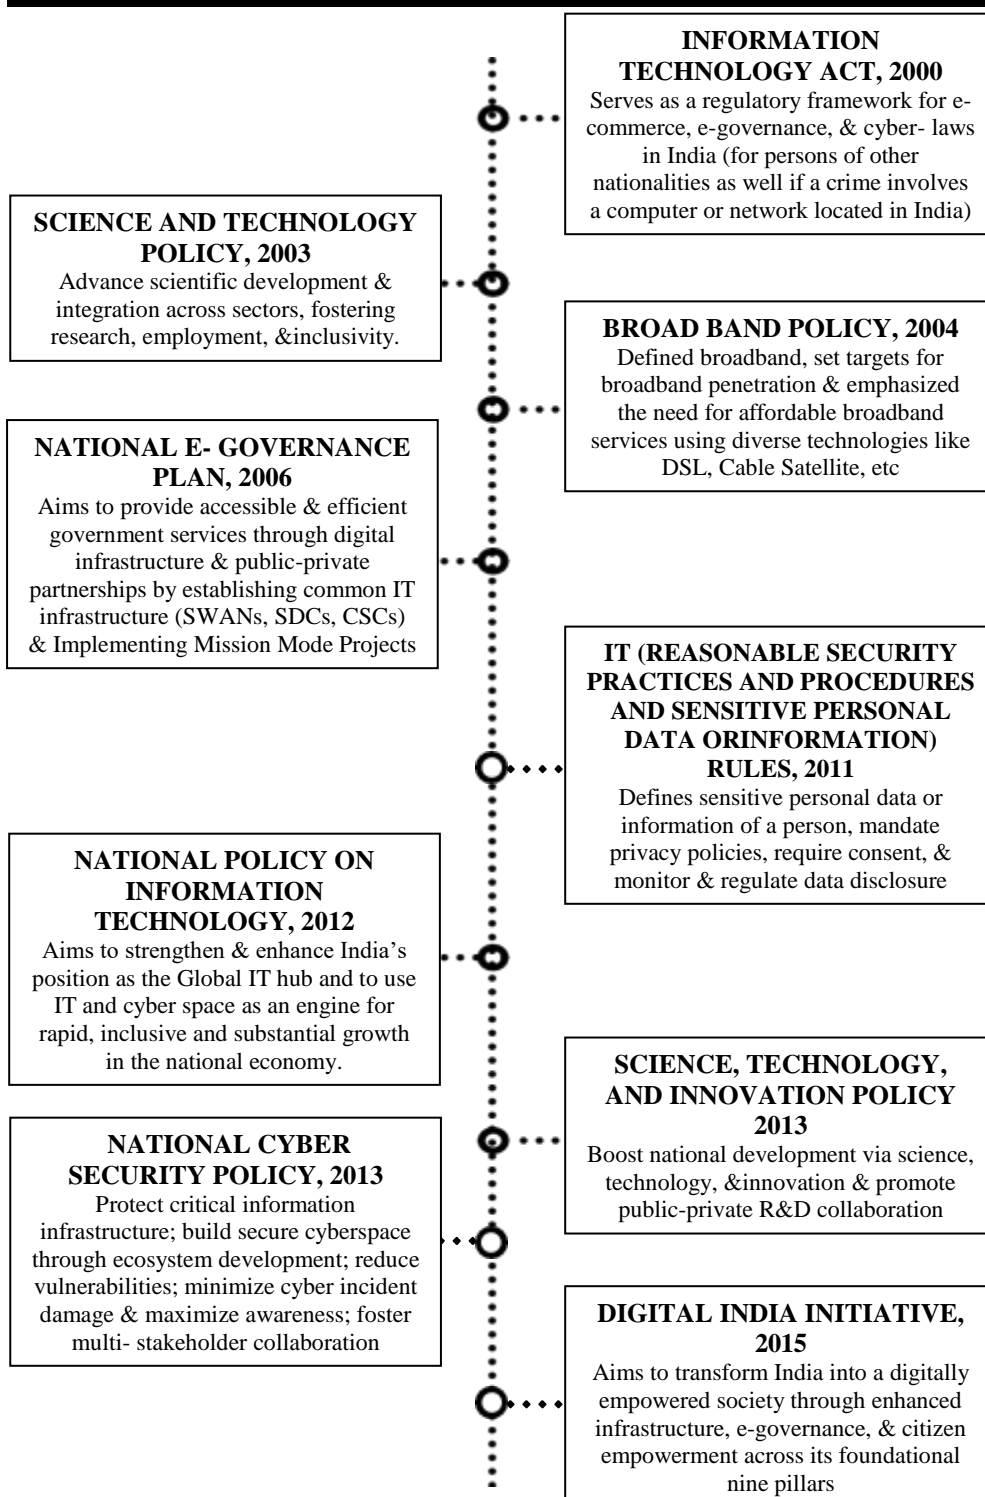 INFORMATION
TECHNOLOGY ACT, 2000
Serves as a regulatory framework for e-
commerce, e-governance, & cyber- laws
in India (for persons of other
nationalities as well if a crime involves
a computer or network located in India)
SCIENCE AND TECHNOLOGY
POLICY, 2003
Advance scientific development &
integration across sectors, fostering
research, employment, &inclusivity.
BROAD BAND POLICY, 2004
Defined broadband, set targets for
broadband penetration & emphasized
the need for affordable broadband
services using diverse technologies like
DSL, Cable Satellite, etc
NATIONAL E- GOVERNANCE
PLAN, 2006
Aims to provide accessible & efficient
government services through digital
infrastructure & public-private
partnerships by establishing common IT
infrastructure (SWANs, SDCs, CSCs)
& Implementing Mission Mode Projects
IT (REASONABLE SECURITY
PRACTICES AND PROCEDURES
AND SENSITIVE PERSONAL
DATA ORINFORMATION)
RULES, 2011
Defines sensitive personal data or
information of a person, mandate
privacy policies, require consent, &
monitor & regulate data disclosure
NATIONAL POLICY ON
INFORMATION
TECHNOLOGY, 2012
Aims to strengthen & enhance India’s
position as the Global IT hub and to use
IT and cyber space as an engine for
rapid, inclusive and substantial growth
in the national economy.
SCIENCE, TECHNOLOGY,
AND INNOVATION POLICY
2013
Boost national development via science,
technology, &innovation & promote
public-private R&D collaboration
NATIONAL CYBER
SECURITY POLICY, 2013
Protect critical information
infrastructure; build secure cyberspace
through ecosystem development; reduce
vulnerabilities; minimize cyber incident
damage & maximize awareness; foster
multi- stakeholder collaboration
DIGITAL INDIA INITIATIVE,
2015
Aims to transform India into a digitally
empowered society through enhanced
infrastructure, e-governance, & citizen
empowerment across its foundational
nine pillars